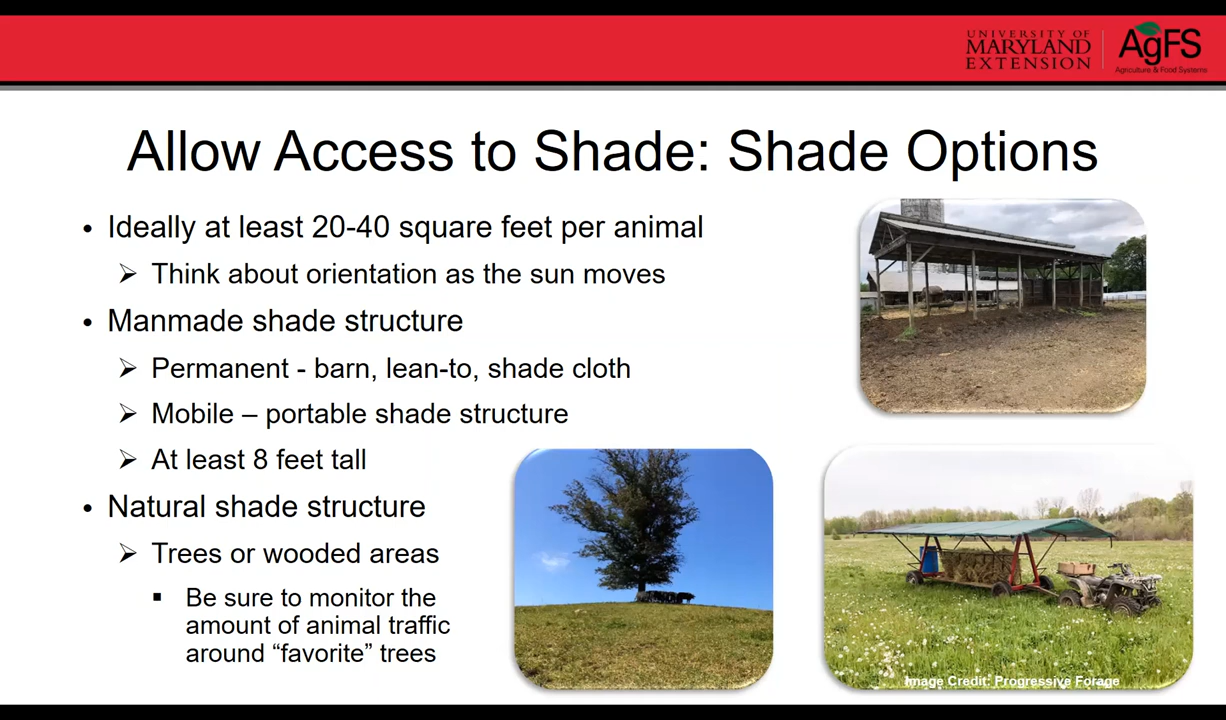 UNIVERSITY OF
MARYLAND
EXTENSION
AgFS
Agriculture & Food Systems
Allow Access to Shade: Shade Options
• Ideally at least 20-40 square feet per animal
➢ Think about orientation as the sun moves
• Manmade shade structure
➢ Permanent - barn, lean-to, shade cloth
➢ Mobile – portable shade structure
➢ At least 8 feet tall
• Natural shade structure
➢ Trees or wooded areas
▪ Be sure to monitor the
amount of animal traffic
around “favorite” trees
Image Credit: Progressive Forage